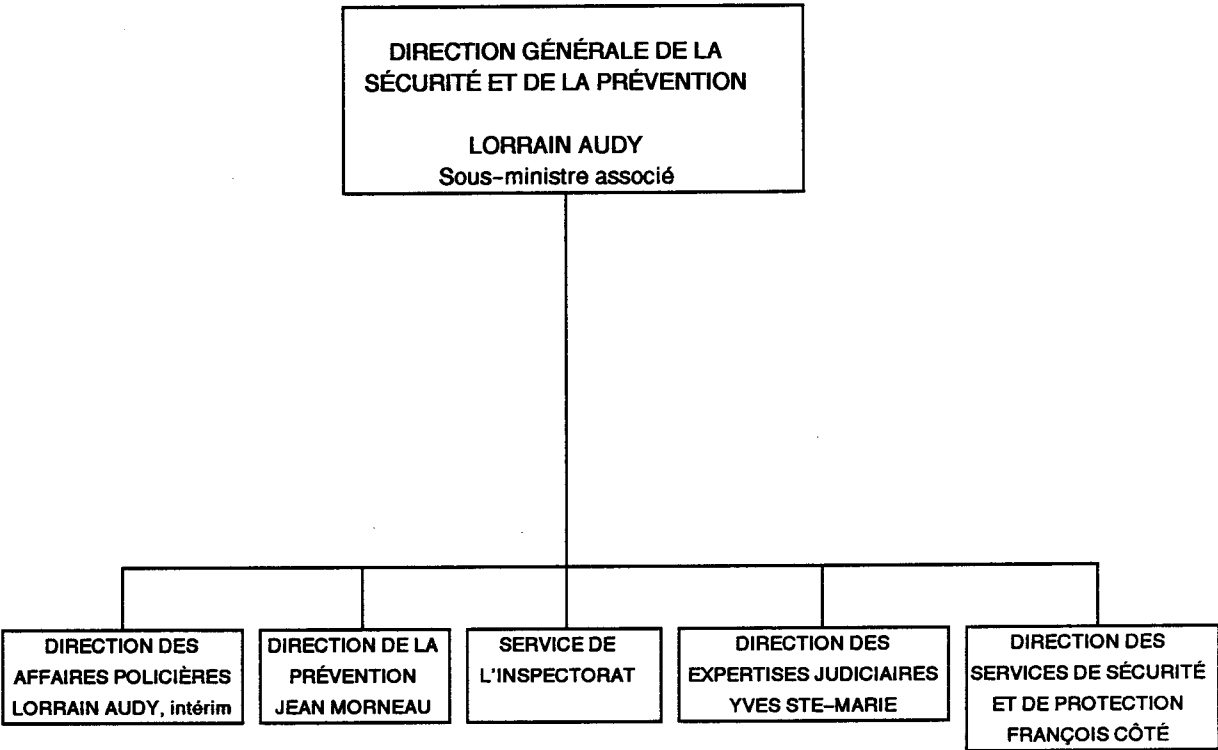 DIRECTION GÉNÉRALE DE LA
SÉCURITÉ ET DE LA PRÉVENTION
LORRAIN AUDY
Sous-ministre associé
DIRECTION DES
AFFAIRES POLICIÈRES
LORRAIN AUDY, intérim
DIRECTION DE LA
PRÉVENTION
JEAN MORNEAU
SERVICE DE
L'INSPECTORAT
DIRECTION DES
EXPERTISES JUDICIAIRES
YVES STE-MARIE
DIRECTION DES
SERVICES DE SÉCURITÉ
ET DE PROTECTION
FRANÇOIS CÔTÉ